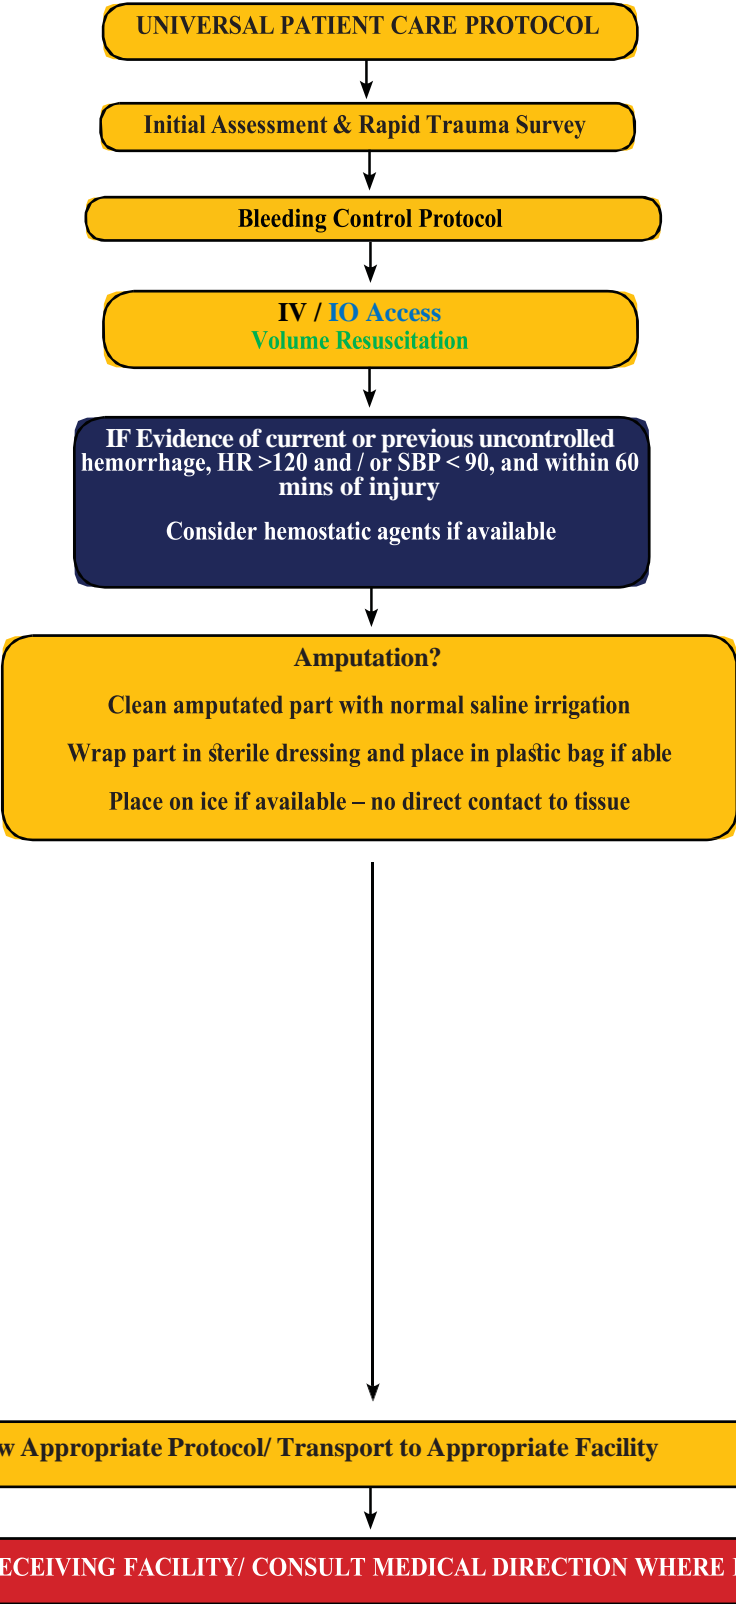 UNIVERSAL PATIENT CARE PROTOCOL
Initial Assessment & Rapid Trauma Survey
Bleeding Control Protocol
IV / IO Access
Volume Resuscitation
IF Evidence of current or previous uncontrolled
hemorrhage, HR >120 and / or SBP < 90, and within 60
mins of injury
Consider hemostatic agents if available
Amputation?
Clean amputated part with normal saline irrigation
Wrap part in sterile dressing and place in plastic bag if able
Place on ice if available – no direct contact to tissue
w Appropriate Protocol/ Transport to Appropriate Facility
ECEIVING FACILITY/ CONSULT MEDICAL DIRECTION WHERE